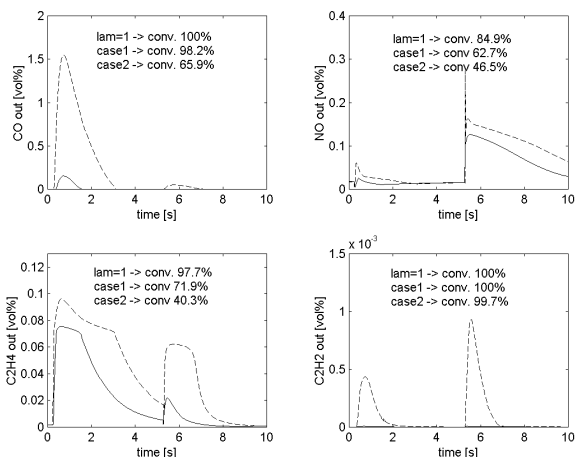 2
1.5
1
0.5
0
CO out [vol%]
lam=1 -> conv. 100%
case1 -> conv. 98.2%
case2 -> conv. 65.9%
0 2 4 6 8 10
time [s]
0.4
0.3
0.2
0.1
0
NO out [vol%]
lam=1 -> conv. 84.9%
case1 -> conv 62.7%
case2 -> conv 46.5%
0 2 4 6 8 10
time [s]
0.12
0.1
0.08
0.06
0.04
0.02
0
C2H4 out [vol%]
lam=1 -> conv. 97.7%
case1 -> conv 71.9%
case2 -> conv 40.3%
0 2 4 6 8 10
time [s]
x 10-3
1.5
1
0.5
0
C2H2 out [vol%]
lam=1 -> conv. 100%
case1 -> conv. 100%
case2 -> conv. 99.7%
0 2 4 6 8 10
time [s]